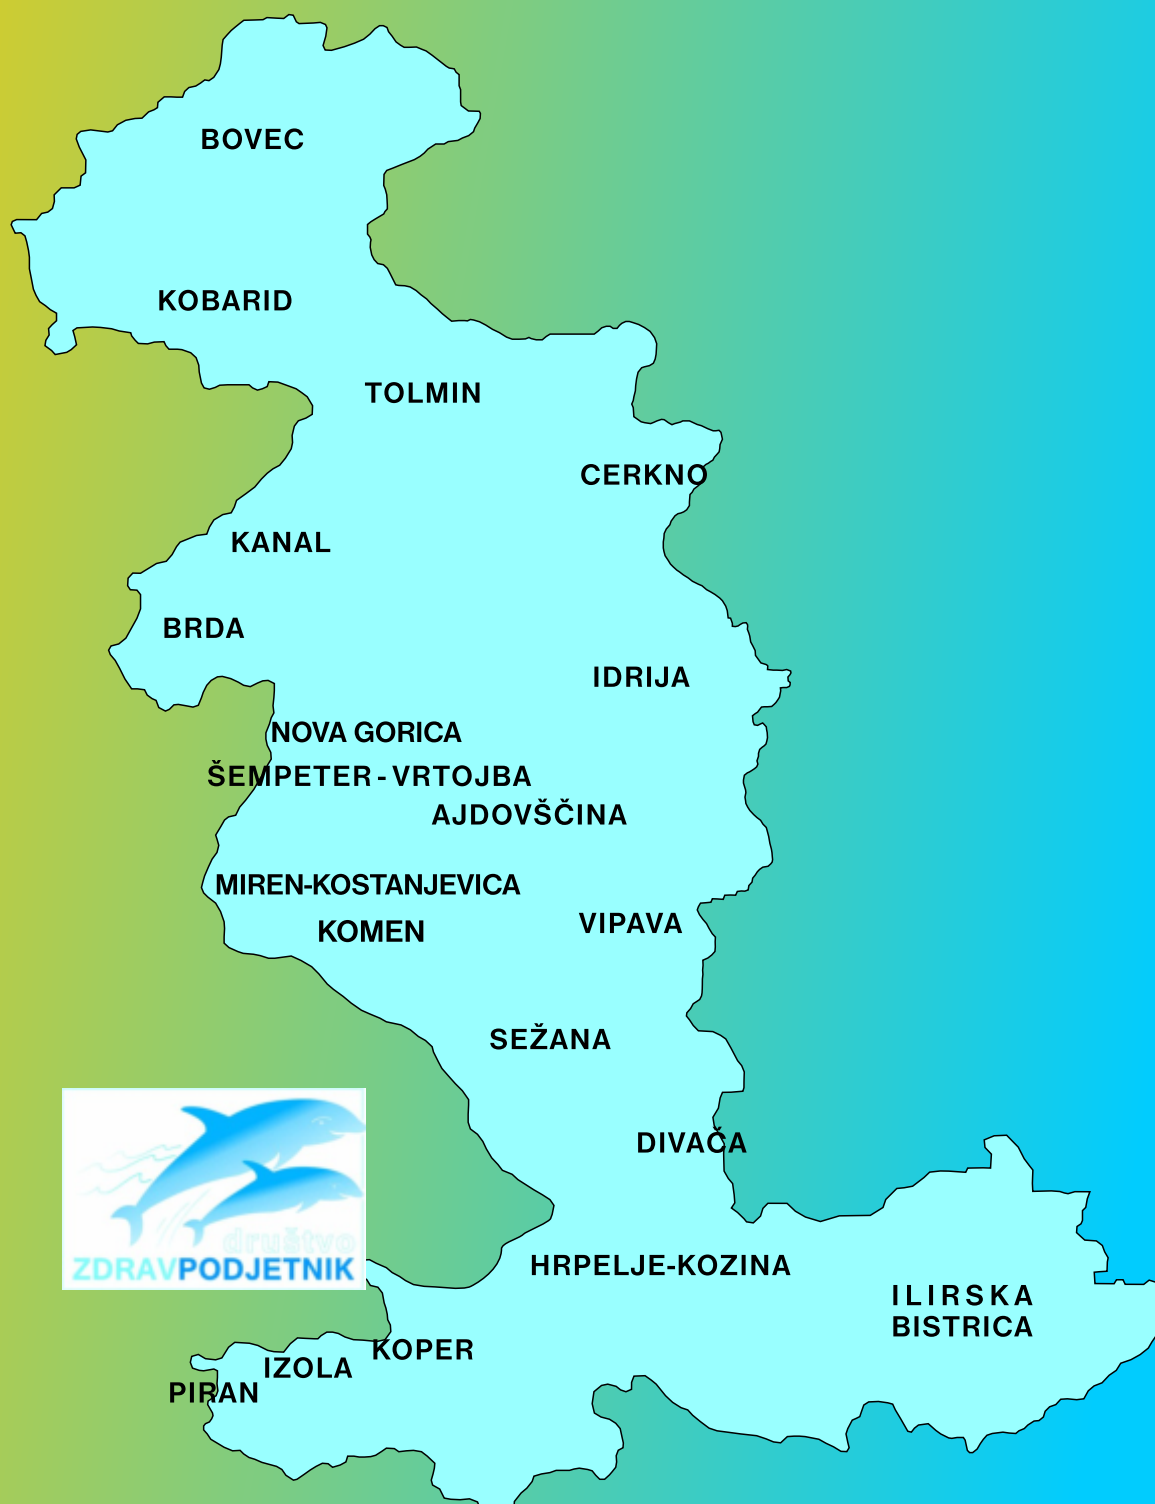 BOVEC
KOBARID
TOLMIN
CERKNO
KANAL
BRDA
IDRIJA
NOVA GORICA
ŠEMPETER - VRTOJBA
AJDOVŠČINA
MIREN-KOSTANJEVICA
VIPAVA
KOMEN
SEŽANA
DIVAČA
društvo
ZDRAVPODJETNIK
HRPELJE-KOZINA
ILIRSKA
BISTRICA
KOPER
IZOLA
PIRAN